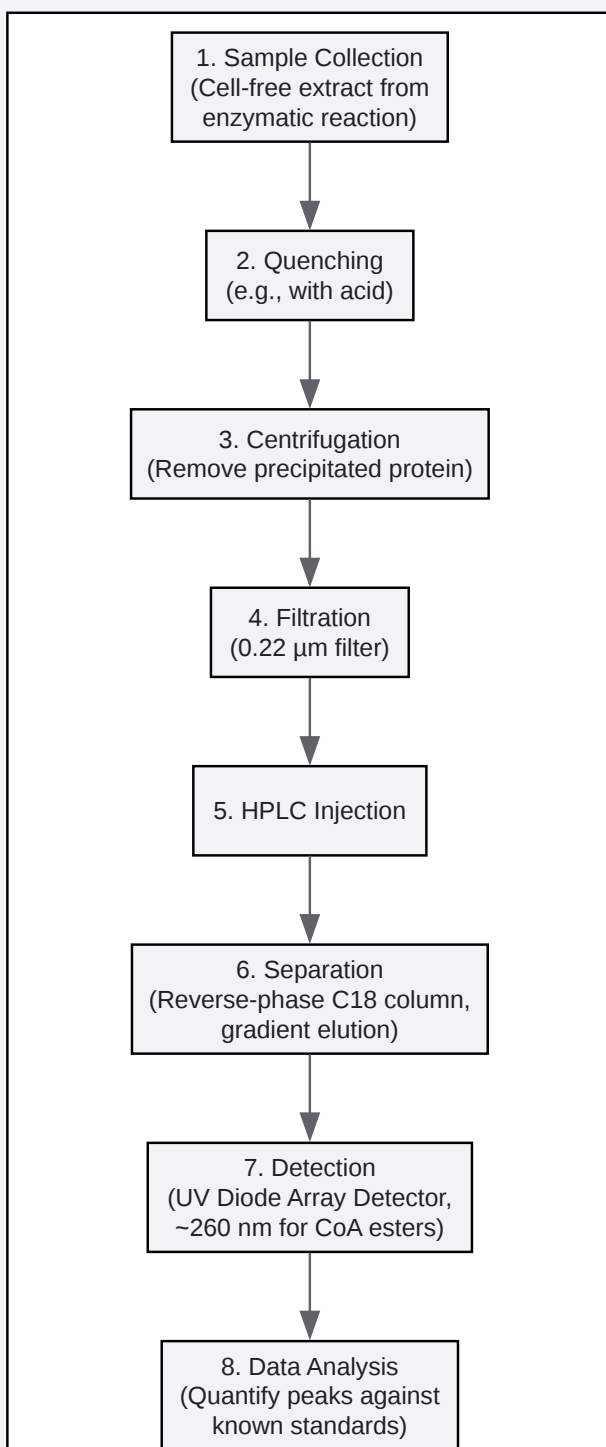 1. Sample Collection
(Cell-free extract from
enzymatic reaction)
2. Quenching
(e.g., with acid)
3. Centrifugation
(Remove precipitated protein)
4. Filtration
(0.22 µm filter)
5. HPLC Injection
6. Separation
(Reverse-phase C18 column,
gradient elution)
7. Detection
(UV Diode Array Detector,
~260 nm for CoA esters)
8. Data Analysis
(Quantify peaks against
known standards)